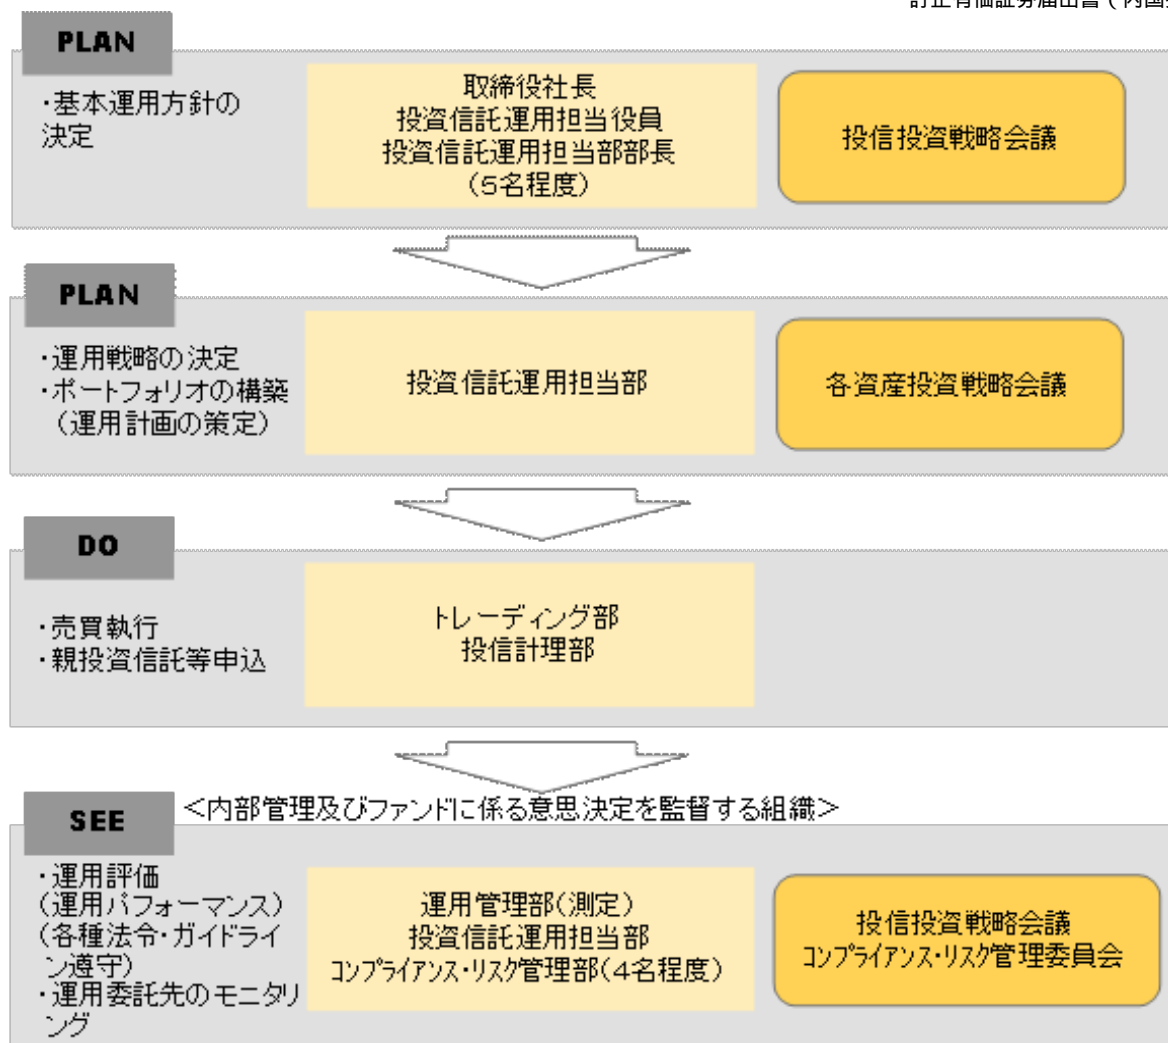 訂正有価証券届出書(内国
PLAN
・基本運用方針の
決定
取締役社長
投資信託運用担当役員
投資信託運用担当部部長
(5名程度)
投信投資戦略会議
PLAN
・運用戦略の決定
・ポートフォリオの構築
(運用計画の策定)
投資信託運用担当部
各資産投資戦略会議
DO
・売買執行
・親投資信託等申込
トレーディング部
投信計理部
SEE
<内部管理及びファンドに係る意思決定を監督する組織>
・運用評価
(運用パフォーマンス)
(各種法令・ガイドライ
ン遵守)
・運用委託先のモニタリ
ング
運用管理部(測定)
投資信託運用担当部
コンプライアンス・リスク管理部(4名程度)
投信投資戦略会議
コンプライアンス・リスク管理委員会